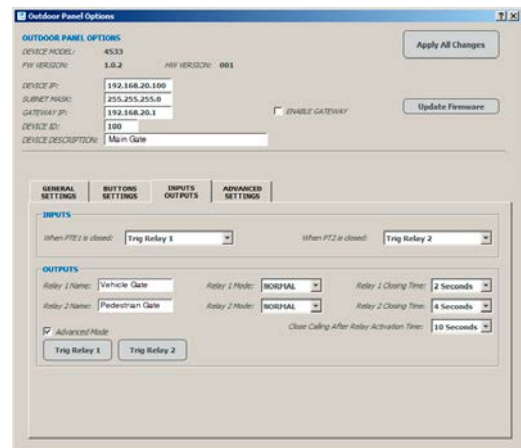 Outdoor Panel Options
OUTDOOR PANEL OPTIONS
DEVICE MODEL: 4533
FW VERSION: 1.0.2 HW VERSION: 001
Apply All Changes
DEVICE IP: 192.168.20.100
SUBNET MASK: 255.255.255.0
GATEWAY IP: 192.168.20.1 ENABLE GATEWAY
Update Firmware
DEVICE ID: 100
DEVICE DESCRIPTION: Main Gate
GENERAL SETTINGS BUTTONS SETTINGS INPUTS OUTPUTS ADVANCED SETTINGS
INPUTS
When PTE1 is closed: Trig Relay 1 When PT2 is closed: Trig Relay 2
OUTPUTS
Relay 1 Name: Vehicle Gate Relay 1 Mode: NORMAL Relay 1 Closing Time: 2 Seconds
Relay 2 Name: Pedestrian Gate Relay 2 Mode: NORMAL Relay 2 Closing Time: 4 Seconds
Close Calling After Relay Activation Time: 10 Seconds
Advanced Mode
Trig Relay 1 Trig Relay 2